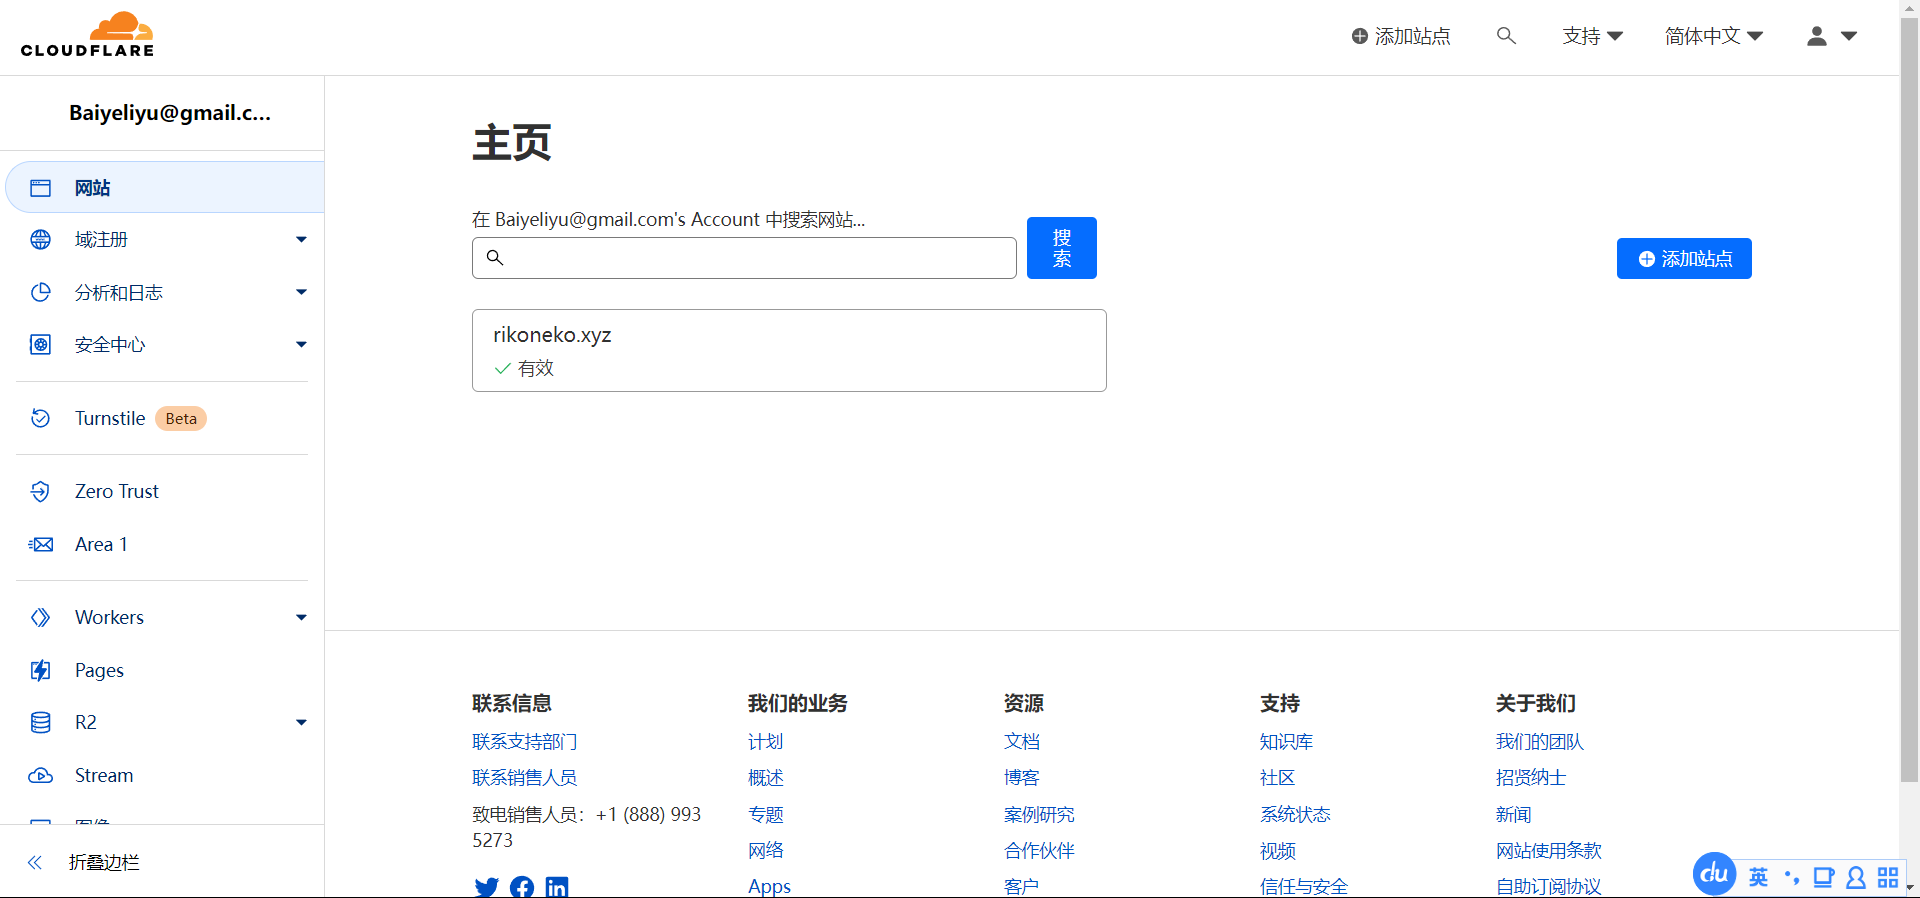 CLOUDFLARE
添加站点
支持
简体中文
Baiyeliyu@gmail.c...
网站
域注册
分析和日志
安全中心
Turnstile Beta
Zero Trust
Area 1
Workers
Pages
R2
Stream
图像
折叠边栏
主页
在 Baiyeliyu@gmail.com's Account 中搜索网站...
搜
索
添加站点
rikoneko.xyz
有效
联系信息
联系支持部门
联系销售人员
致电销售人员：+1 (888) 993
5273
我们的业务
计划
概述
专题
网络
Apps
资源
文档
博客
案例研究
合作伙伴
客户
支持
知识库
社区
系统状态
视频
信任与安全
关于我们
我们的团队
招贤纳士
新闻
网站使用条款
自助订阅协议
du 英